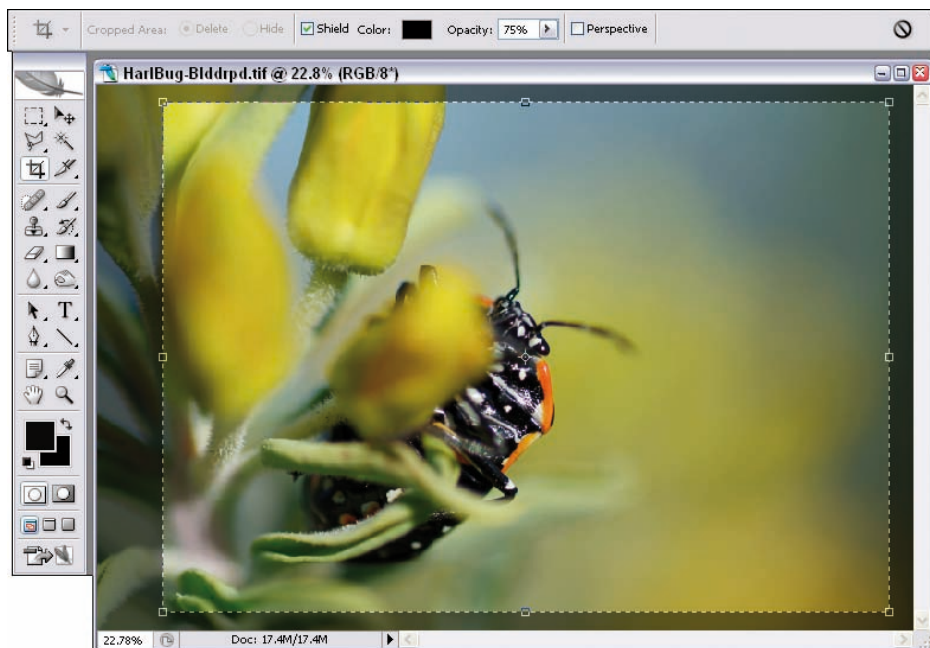 Cropped Area: Delete Hide Shield Color: Opacity: 75% Perspective
HarlBug-Blddrpd.tif @ 22.8% (RGB/8*)
T
22.78% Doc: 17.4M/17.4M